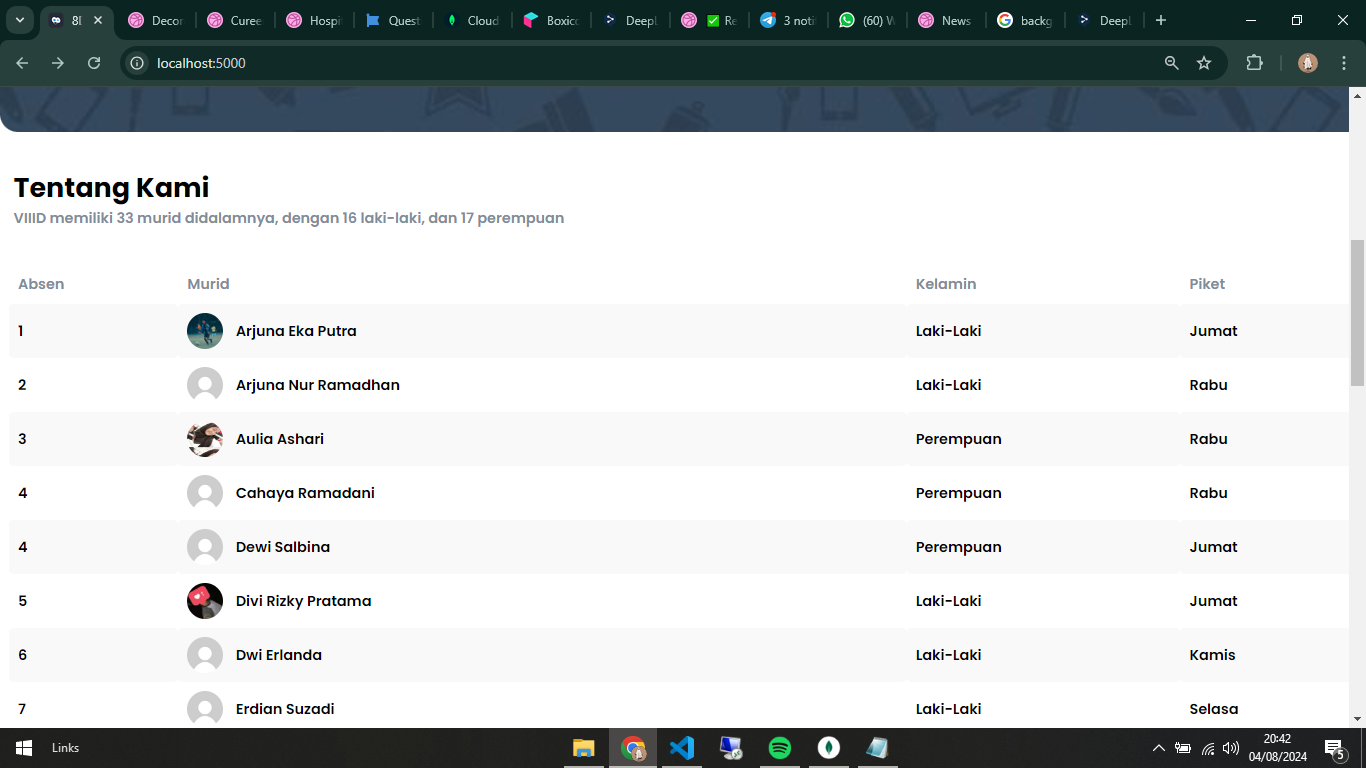 8I
Decor
Curee
Hospi
Quest
Cloud
Boxico
DeepL
✅ Re
3 noti
(60) W
News
backg
DeepL
localhost:5000
Tentang Kami
VIIID memiliki 33 murid didalamnya, dengan 16 laki-laki, dan 17 perempuan
Absen Murid Kelamin Piket
1 Arjuna Eka Putra Laki-Laki Jumat
2 Arjuna Nur Ramadhan Laki-Laki Rabu
3 Aulia Ashari Perempuan Rabu
4 Cahaya Ramadani Perempuan Rabu
4 Dewi Salbina Perempuan Jumat
5 Divi Rizky Pratama Laki-Laki Jumat
6 Dwi Erlanda Laki-Laki Kamis
7 Erdian Suzadi Laki-Laki Selasa
Links
20:42
04/08/2024
5